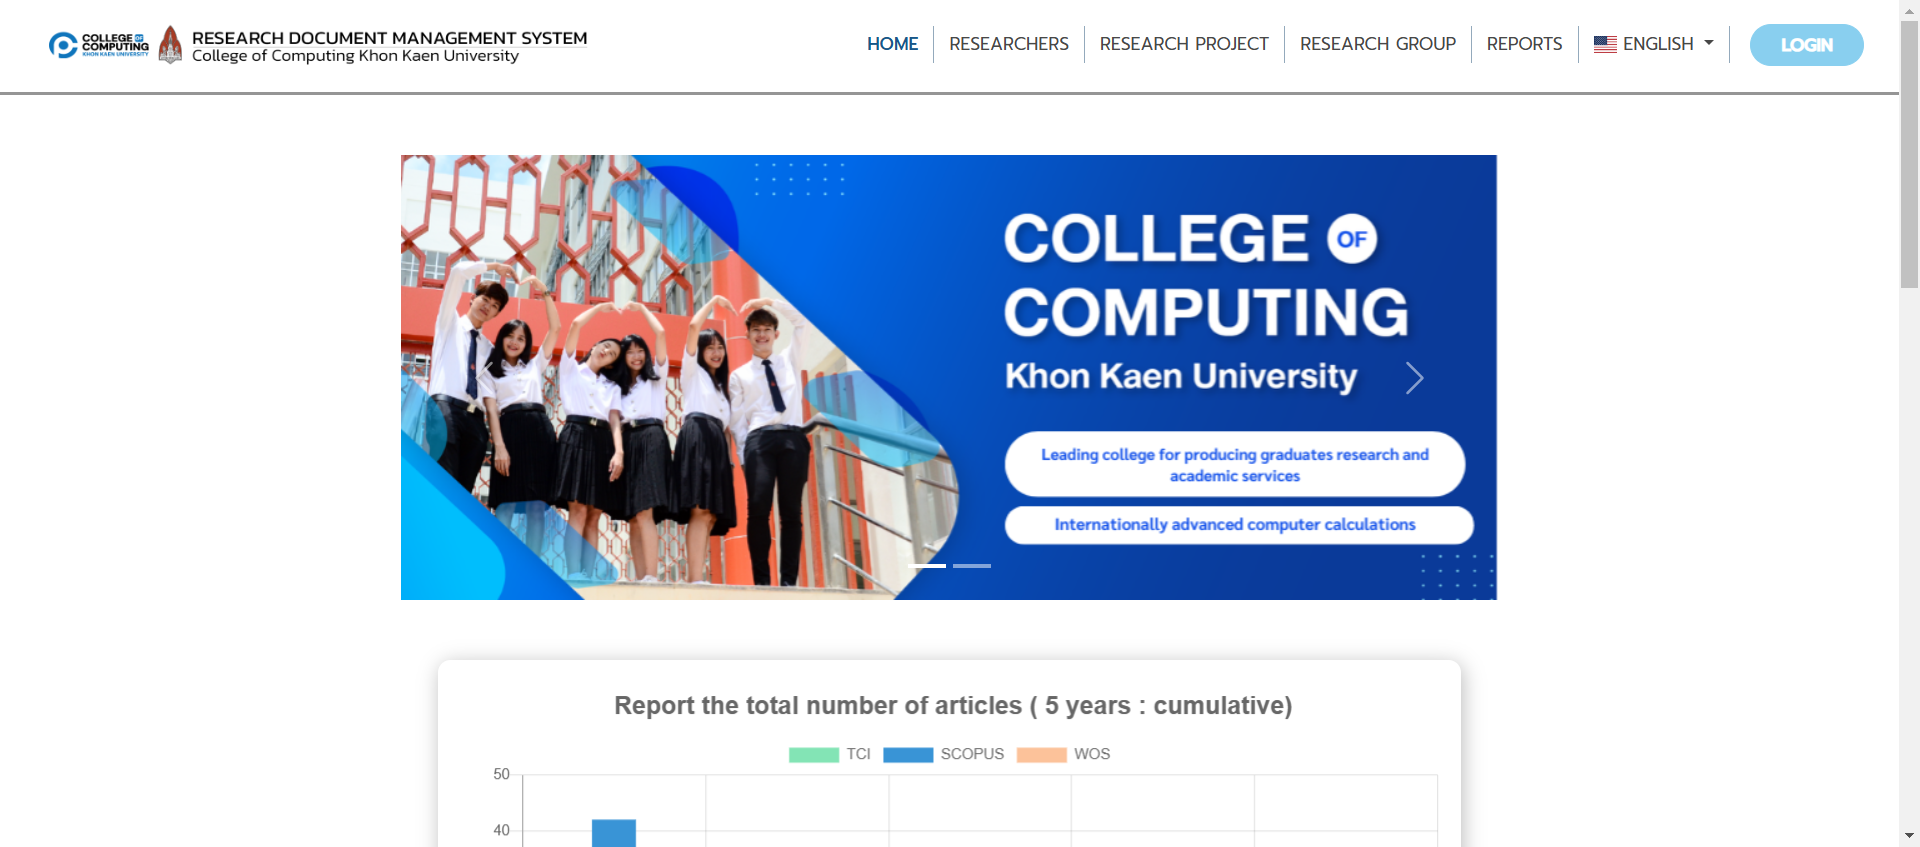 COLLEGE OF
COMPUTING
KHON KAEN UNIVERSITY
RESEARCH DOCUMENT MANAGEMENT SYSTEM
College of Computing Khon Kaen University
HOME
RESEARCHERS
RESEARCH PROJECT
RESEARCH GROUP
REPORTS
ENGLISH
LOGIN
COLLEGE OF
COMPUTING
Khon Kaen University
Leading college for producing graduates research and
academic services
Internationally advanced computer calculations
Report the total number of articles ( 5 years : cumulative)
TCI SCOPUS WOS
50
40